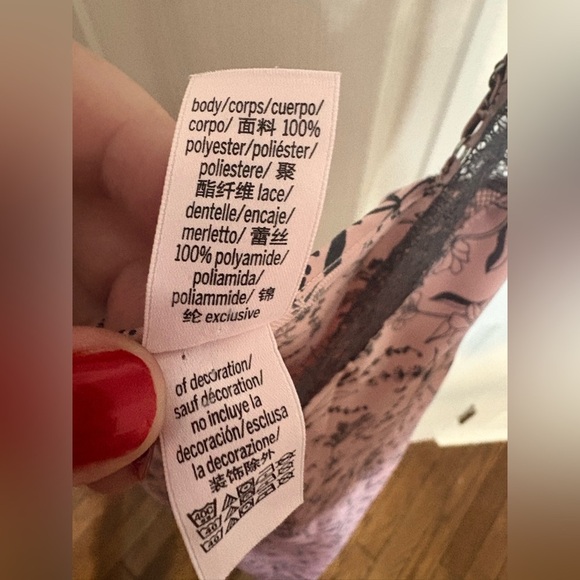 body/corps/cuerpo/
corpo/ 面料 100%
polyester/poliéster/
poliestere/ 聚
酯纤维 lace/
dentelle/encaje/
merletto/ 蕾丝
100% polyamide/
poliamida/
poliammide/ 锦
纶 exclusive
of decoration/
sauf décoration/
no incluye la
decoración/esclusa
la decorazione/
装饰除外